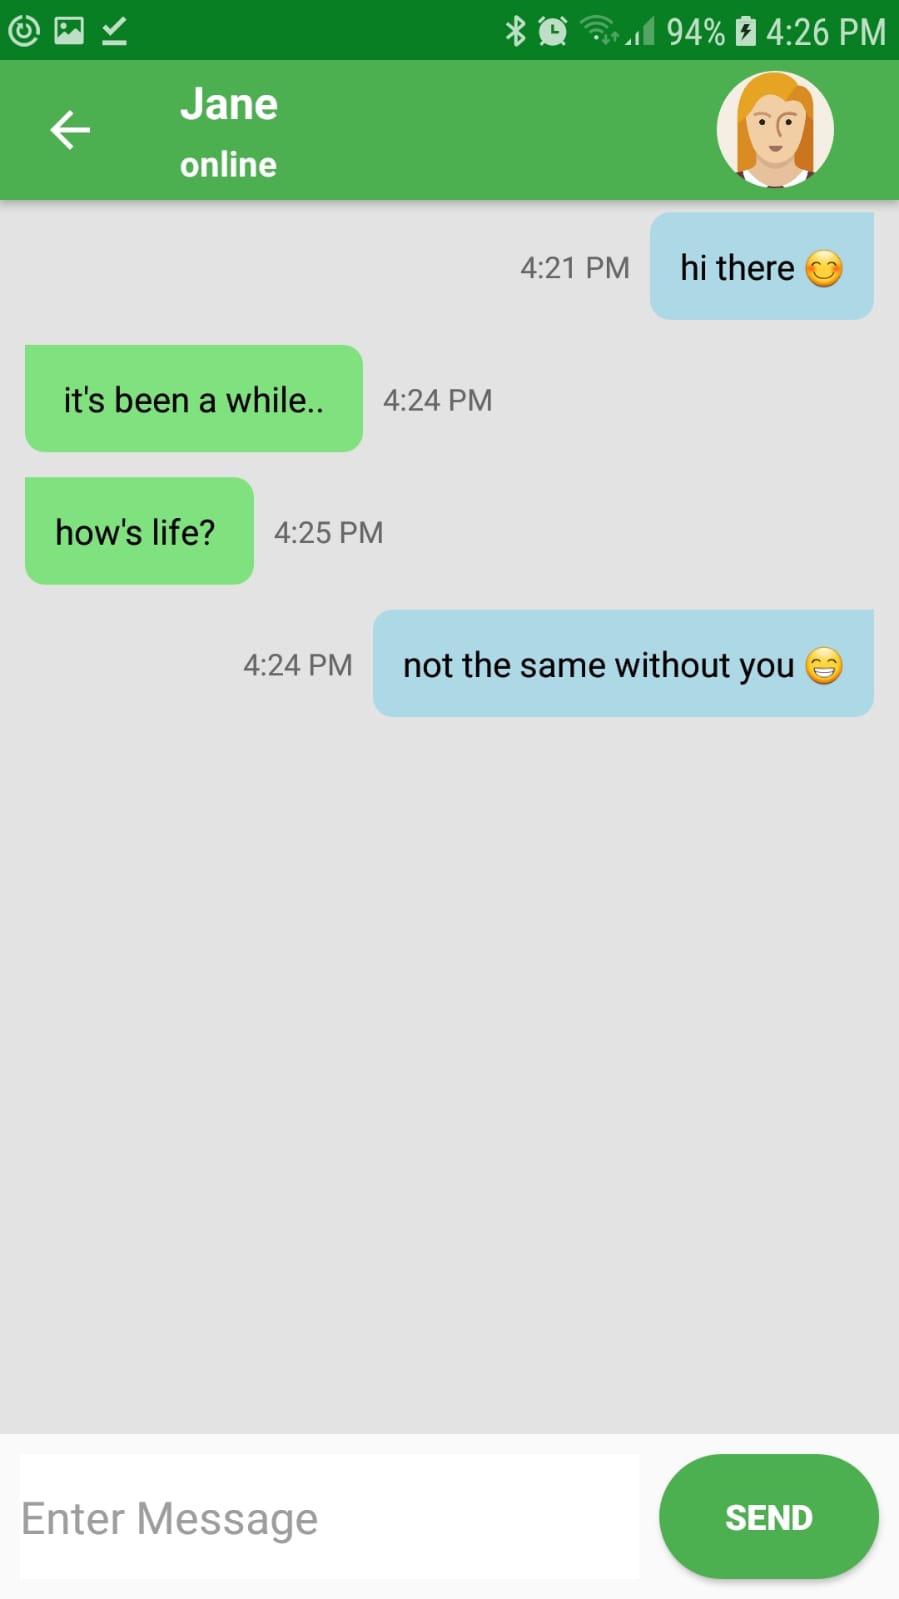 94% 4:26 PM
Jane
online
4:21 PM hi there 😊
it's been a while.. 4:24 PM
how's life? 4:25 PM
4:24 PM not the same without you 😁
Enter Message SEND